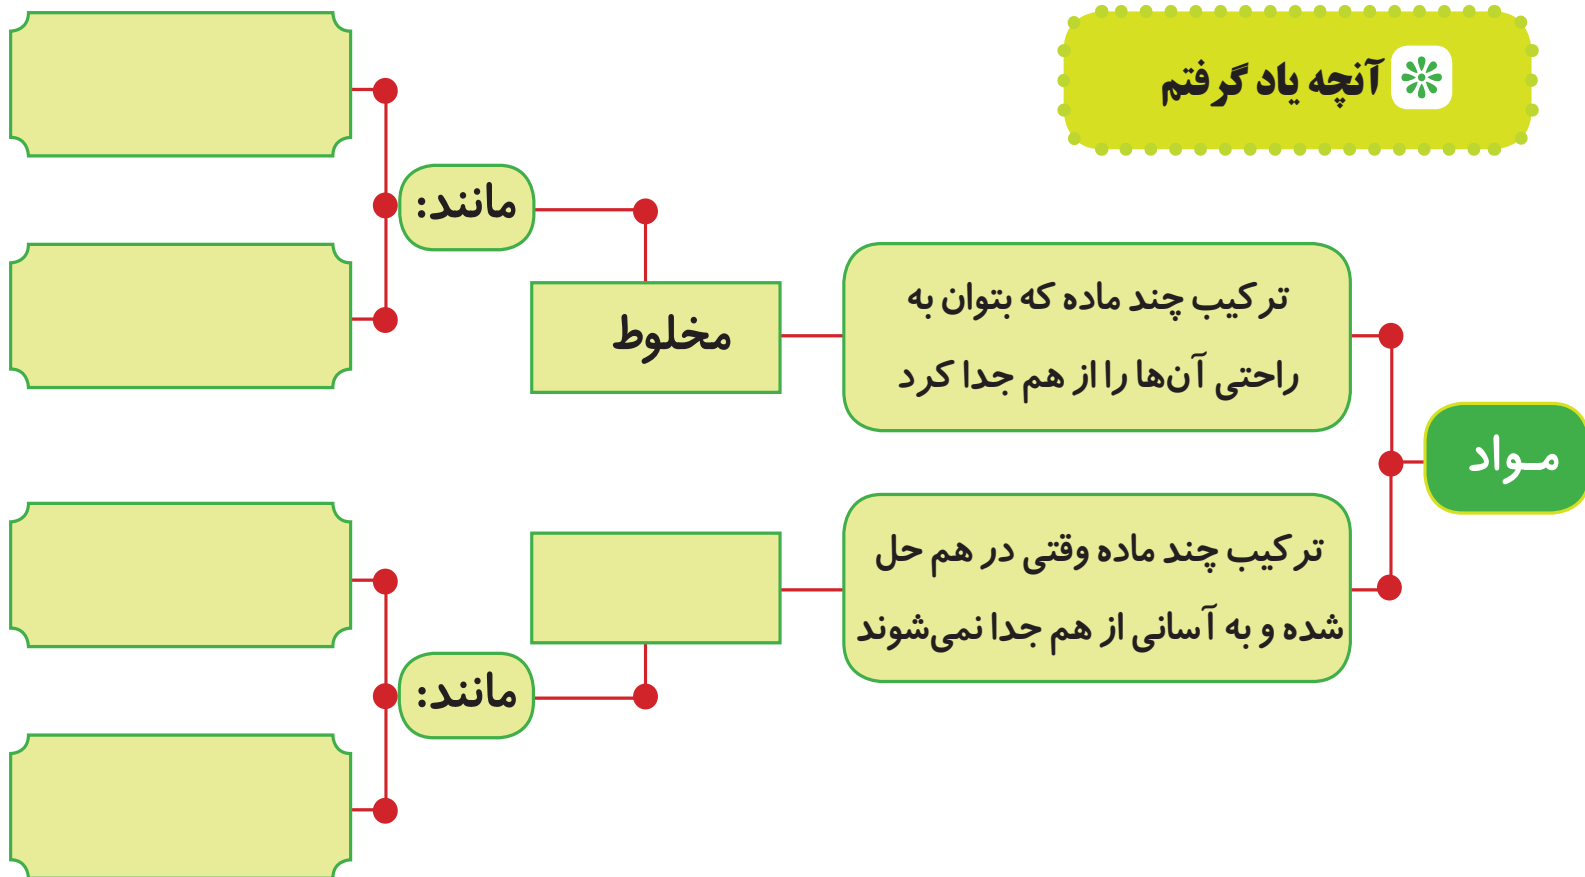 آنچه یاد گرفتم
مـواد
ترکیب چند ماده که بتوان به
راحتی آن‌ها را از هم جدا کرد
مخلوط
مانند:
ترکیب چند ماده وقتی در هم حل
شده و به آسانی از هم جدا نمی‌شوند
مانند: